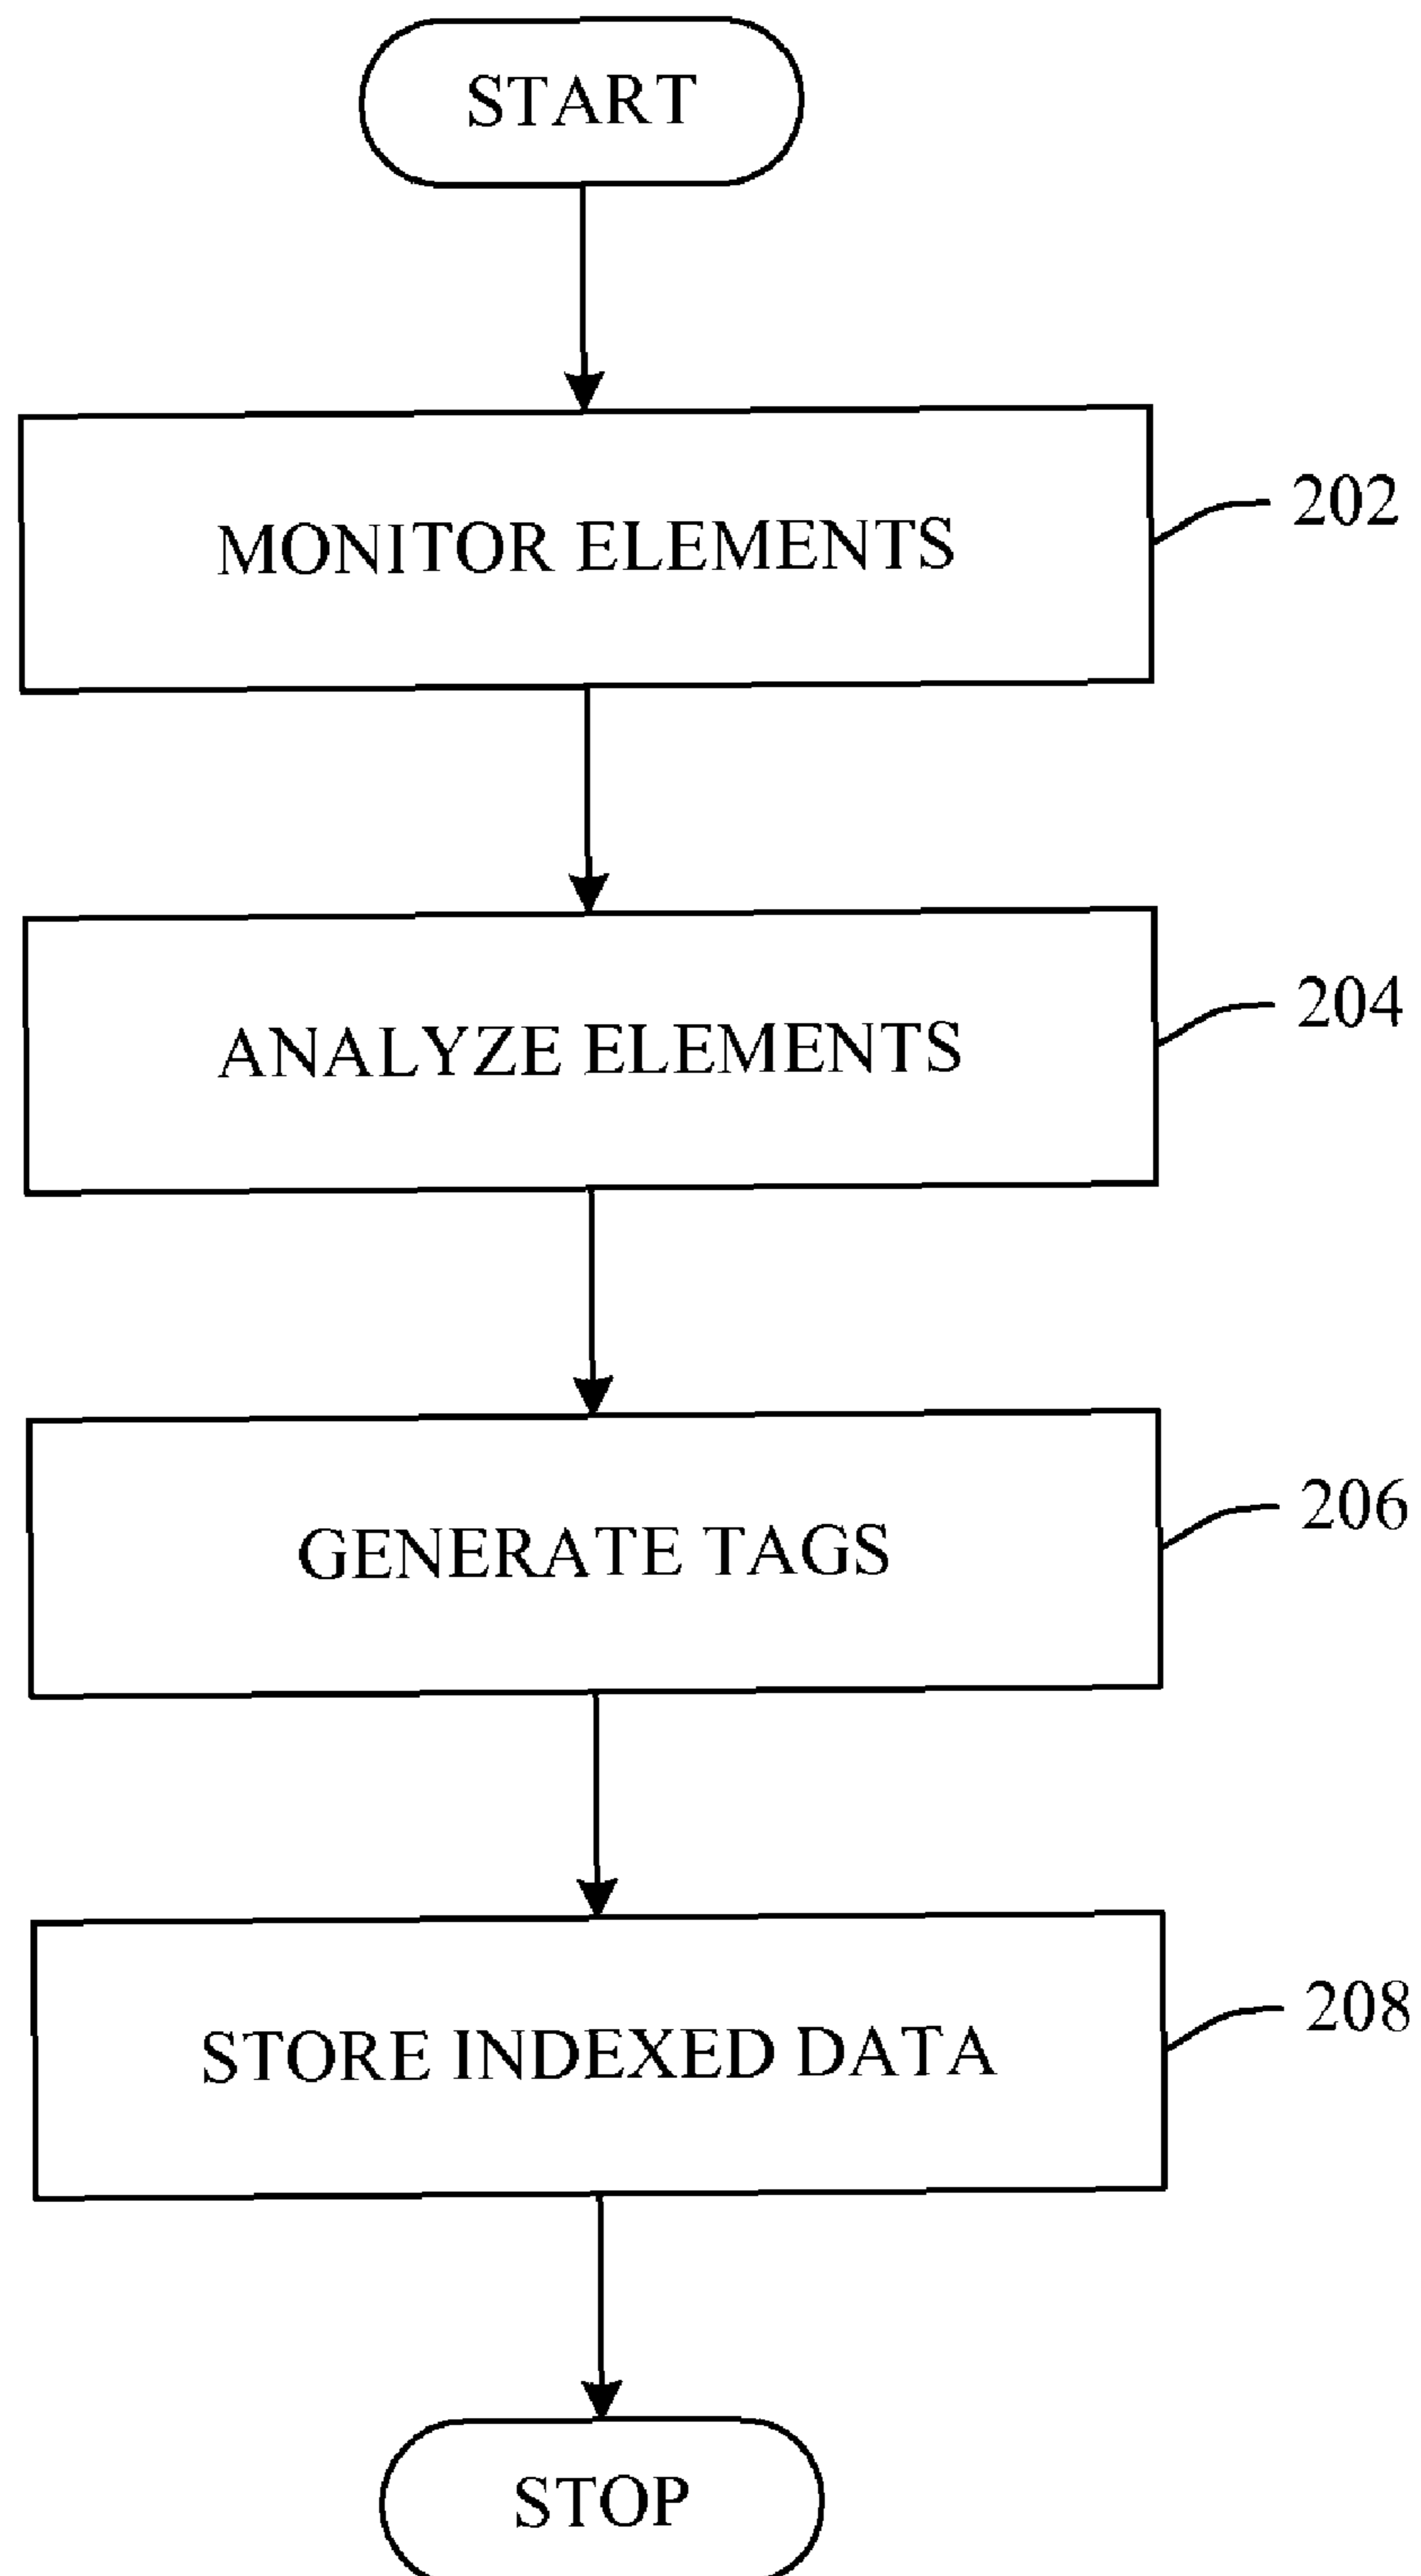 START
MONITOR ELEMENTS
202
ANALYZE ELEMENTS
204
GENERATE TAGS
206
STORE INDEXED DATA
208
STOP